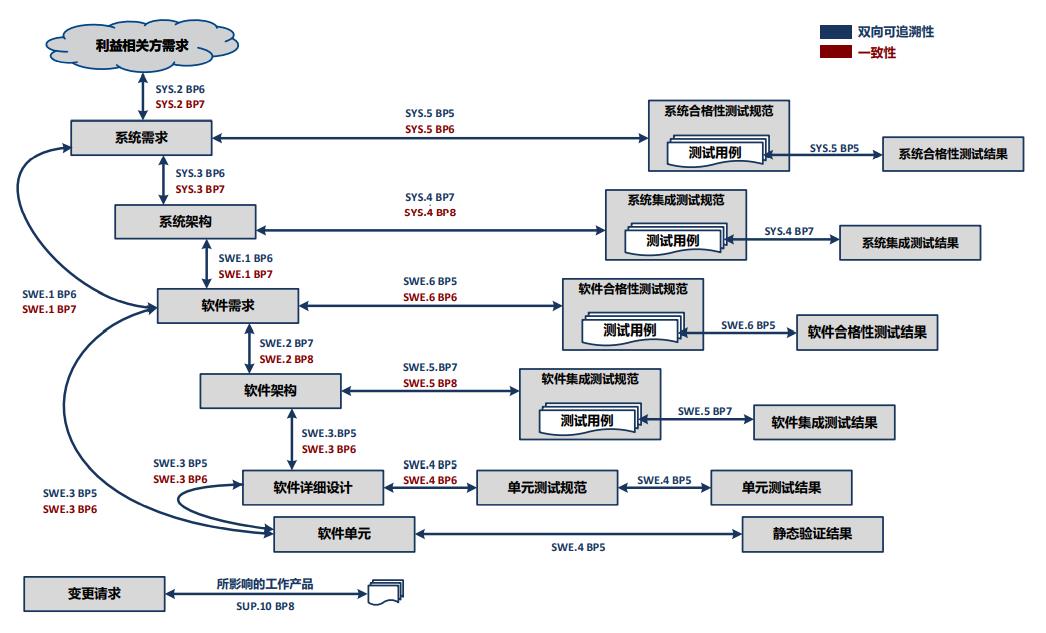 利益相关方需求
双向可追溯性
一致性
SYS.2 BP6
SYS.2 BP7
系统需求
SYS.5 BP5
SYS.5 BP6
系统合格性测试规范
测试用例
SYS.5 BP5
系统合格性测试结果
SYS.3 BP6
SYS.3 BP7
系统架构
SYS.4 BP7
SYS.4 BP8
系统集成测试规范
测试用例
SYS.4 BP7
系统集成测试结果
SWE.1 BP6
SWE.1 BP7
SWE.1 BP6
SWE.1 BP7
软件需求
SWE.6 BP5
SWE.6 BP6
软件合格性测试规范
测试用例
SWE.6 BP5
软件合格性测试结果
SWE.2 BP7
SWE.2 BP8
软件架构
SWE.5.BP7
SWE.5 BP8
软件集成测试规范
测试用例
SWE.5 BP7
软件集成测试结果
SWE.3.BP5
SWE.3 BP6
SWE.3 BP5
SWE.3 BP6
软件详细设计
SWE.4 BP5
SWE.4 BP6
单元测试规范
SWE.4 BP5
单元测试结果
SWE.3 BP5
SWE.3 BP6
软件单元
SWE.4 BP5
静态验证结果
变更请求
所影响的工作产品
SUP.10 BP8